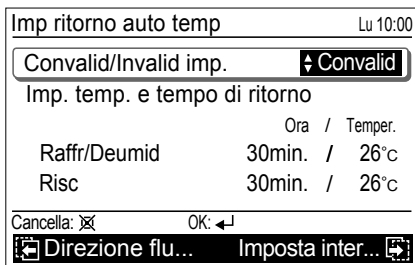 Imp ritorno auto temp Lu 10:00
Convalid/Invalid imp. Convalid
Imp. temp. e tempo di ritorno
Ora / Temper.
Raffr/Deumid 30min. / 26°C
Risc 30min. / 26°C
Cancella: OK:
Direzione flu... Imposta inter...